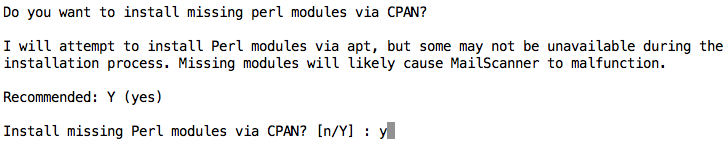 Do you want to install missing perl modules via CPAN?
I will attempt to install Perl modules via apt, but some may not be unavailable during the
installation process. Missing modules will likely cause MailScanner to malfunction.
Recommended: Y (yes)
Install missing Perl modules via CPAN? [n/Y] : y